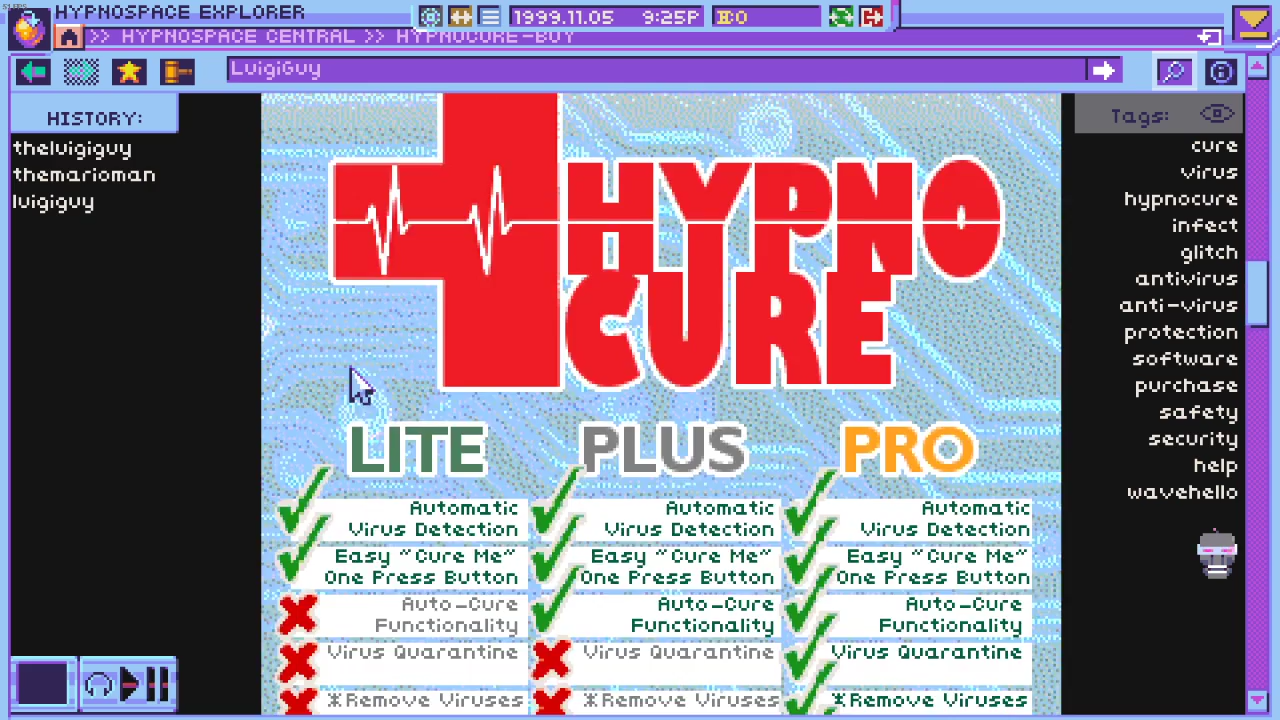 51 FPS
HYPNOSPACE EXPLORER
1999.11.05 9:25P
0
>> HYPNOSPACE CENTRAL >> HYPNOCURE-BUY
LuigiGuy
HISTORY:
theluigiguy
themarioman
luigiguy
Tags:
cure
virus
hypnocure
infect
glitch
antivirus
anti-virus
protection
software
purchase
safety
security
help
wavehello
HYPNO
CURE
LITE PLUS PRO
Automatic Automatic Automatic
Virus Detection Virus Detection Virus Detection
Easy "Cure Me" Easy "Cure Me" Easy "Cure Me"
One Press Button One Press Button One Press Button
Auto-Cure Auto-Cure Auto-Cure
Functionality Functionality Functionality
Virus Quarantine Virus Quarantine Virus Quarantine
*Remove Viruses *Remove Viruses *Remove Viruses